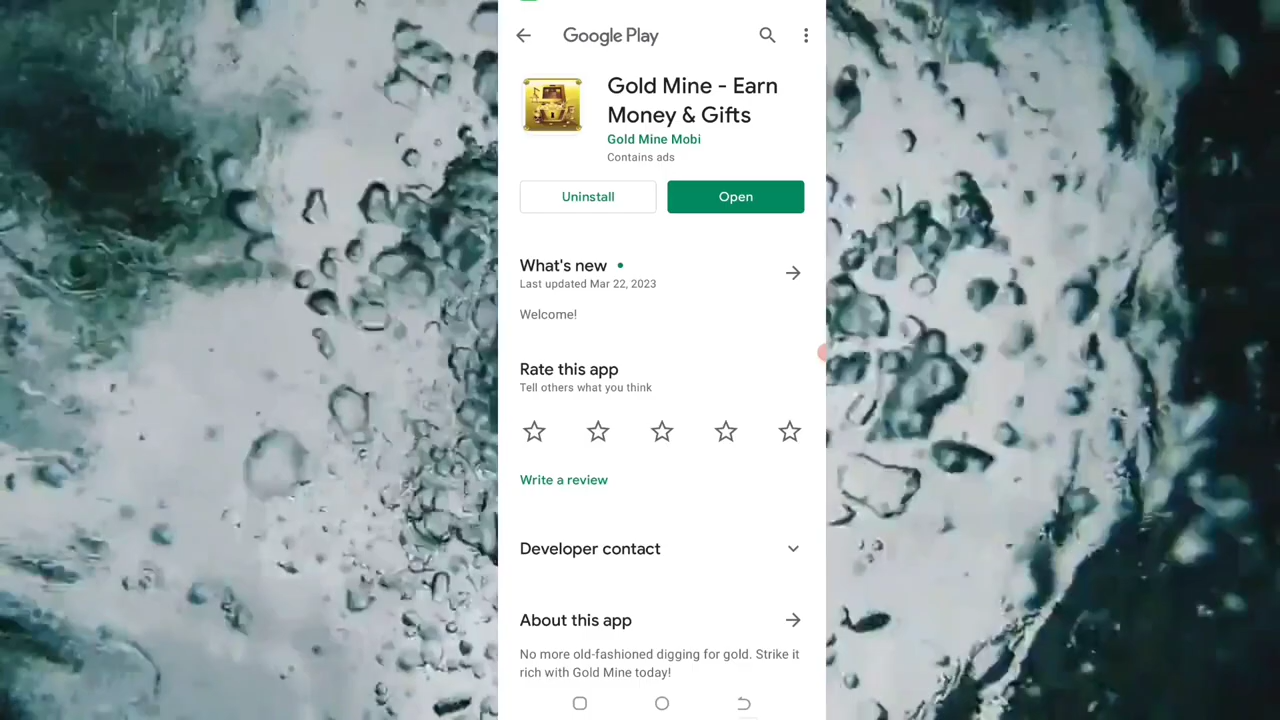 Google Play
Gold Mine - Earn
Money & Gifts
Gold Mine Mobi
Contains ads
Uninstall
Open
What's new
Last updated Mar 22, 2023
Welcome!
Rate this app
Tell others what you think
Write a review
Developer contact
About this app
No more old-fashioned digging for gold. Strike it
rich with Gold Mine today!